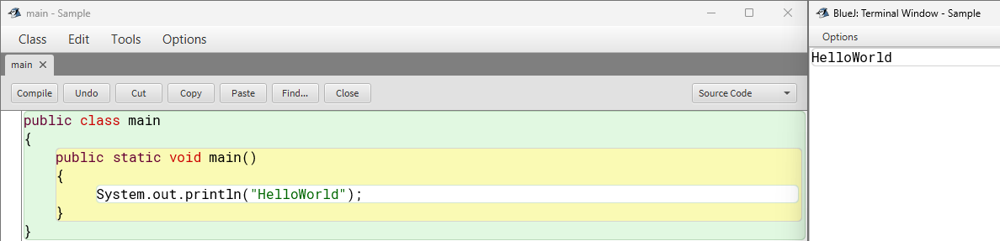 main - Sample
Class Edit Tools Options
main
Compile Undo Cut Copy Paste Find... Close Source Code
public class main
{
public static void main()
{
System.out.println("HelloWorld");
}
}
BlueJ: Terminal Window - Sample
Options
HelloWorld